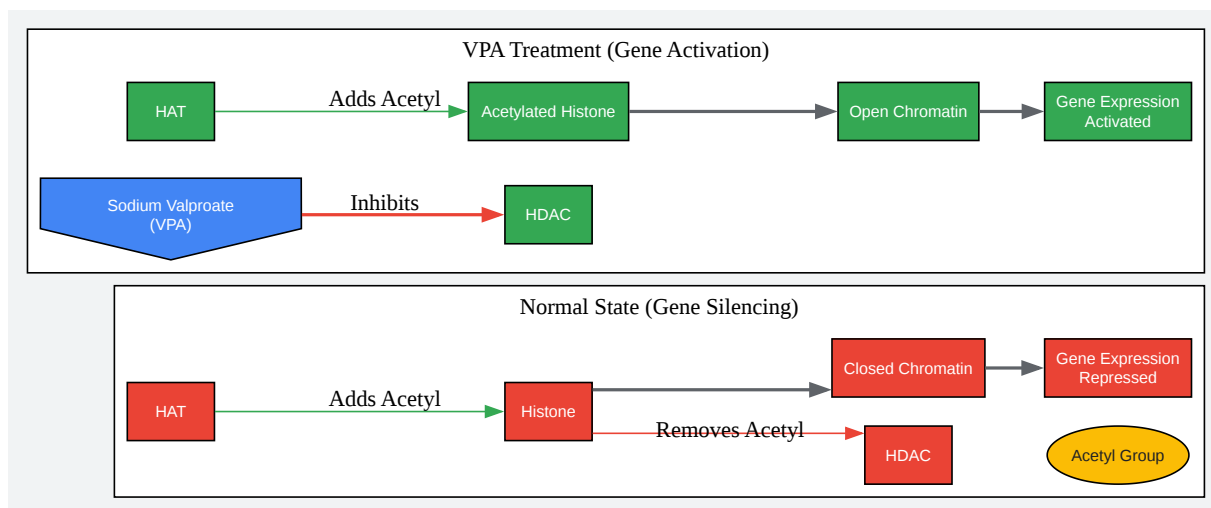 VPA Treatment (Gene Activation)
HAT
Adds Acetyl
Acetylated Histone
Open Chromatin
Gene Expression
Activated
Sodium Valproate
(VPA)
Inhibits
HDAC
Normal State (Gene Silencing)
HAT
Adds Acetyl
Histone
Closed Chromatin
Gene Expression
Repressed
Removes Acetyl
HDAC
Acetyl Group